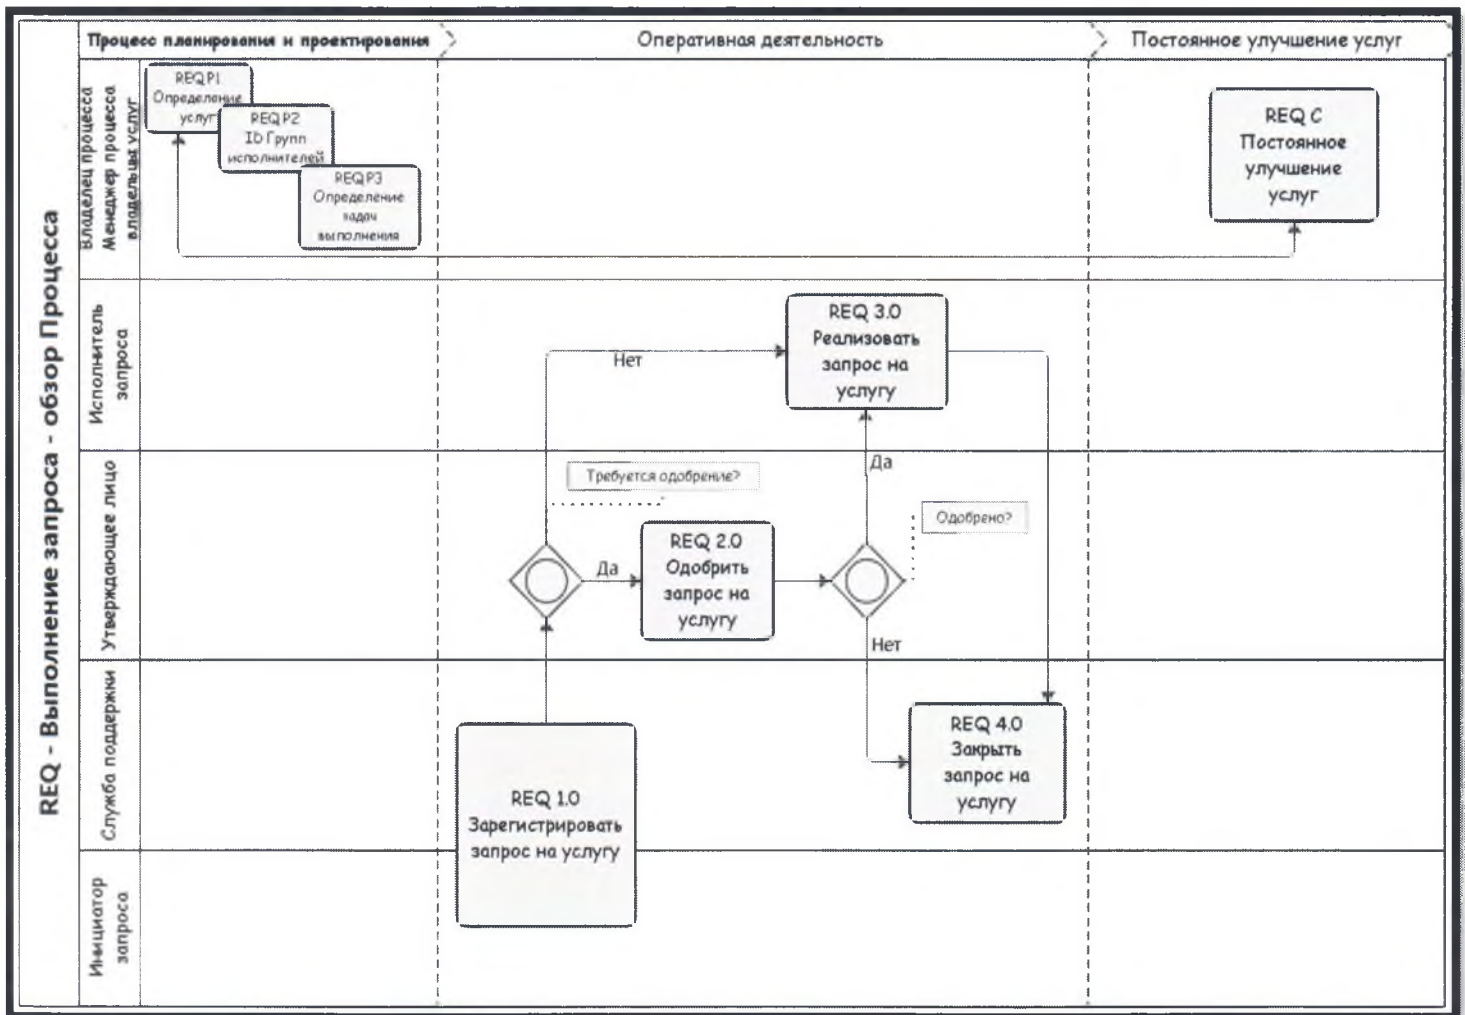 REQ - Выполнение запроса - обзор Процесса
Процесс планирования и проектирования
Оперативная деятельность
Постоянное улучшение услуг
Владелец процесса
Менеджер процесса
владельцы услуг
REQ P1
Определение
услуг
REQ P2
ID Групп
исполнителей
REQ P3
Определение
задач
выполнения
REQ C
Постоянное
улучшение
услуг
Исполнитель
запроса
REQ 3.0
Реализовать
запрос на
услугу
Нет
Утверждающее лицо
Требуется одобрение?
Да
Одобрено?
REQ 2.0
Одобрить
запрос на
услугу
Да
Нет
Служба поддержки
REQ 4.0
Закрыть
запрос на
услугу
REQ 1.0
Зарегистрировать
запрос на услугу
Инициатор
запроса